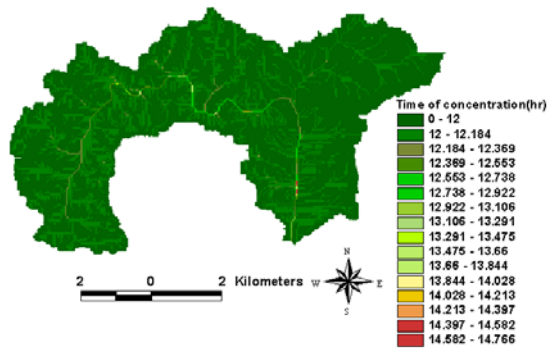 Time of concentration(hr)
0 - 12
12 - 12.184
12.184 - 12.369
12.369 - 12.553
12.553 - 12.738
12.738 - 12.922
12.922 - 13.106
13.106 - 13.291
13.291 - 13.475
13.475 - 13.66
13.66 - 13.844
13.844 - 14.028
14.028 - 14.213
14.213 - 14.397
14.397 - 14.582
14.582 - 14.766
2 0 2 Kilometers
N
W E
S